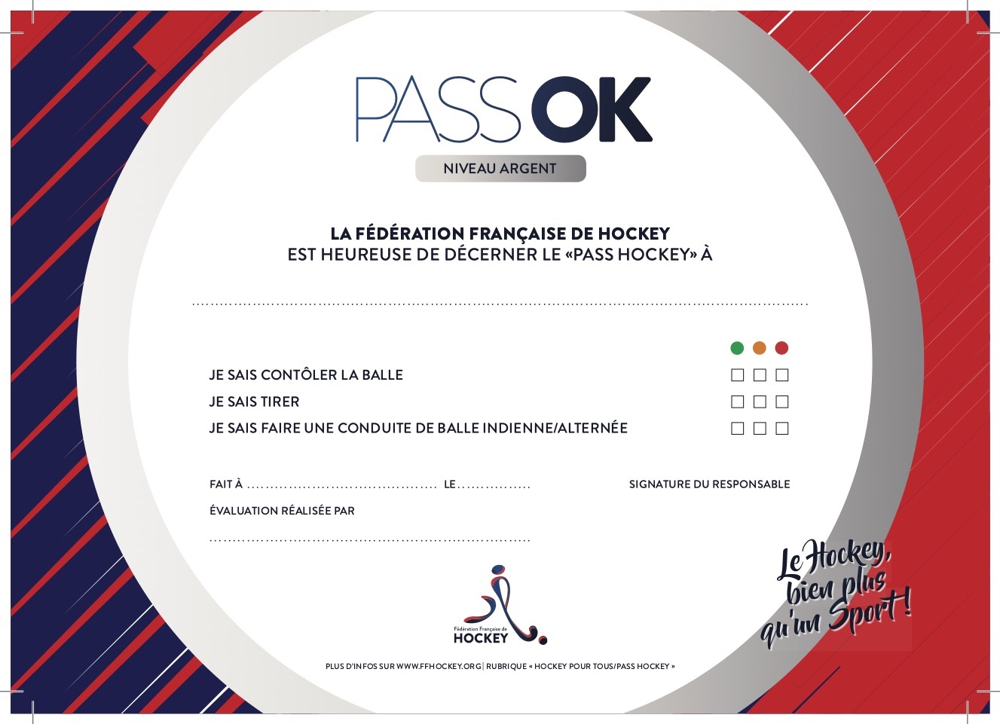 PASS OK
NIVEAU ARGENT
LA FÉDÉRATION FRANÇAISE DE HOCKEY
EST HEUREUSE DE DÉCERNER LE «PASS HOCKEY» À
JE SAIS CONTÔLER LA BALLE
JE SAIS TIRER
JE SAIS FAIRE UNE CONDUITE DE BALLE INDIENNE/ALTERNÉE
FAIT À ........................................ LE................ SIGNATURE DU RESPONSABLE
ÉVALUATION RÉALISÉE PAR
Le Hockey,
bien plus
qu'un Sport !
Fédération Française de
HOCKEY
PLUS D'INFOS SUR WWW.FFHOCKEY.ORG| RUBRIQUE « HOCKEY POUR TOUS/PASS HOCKEY »